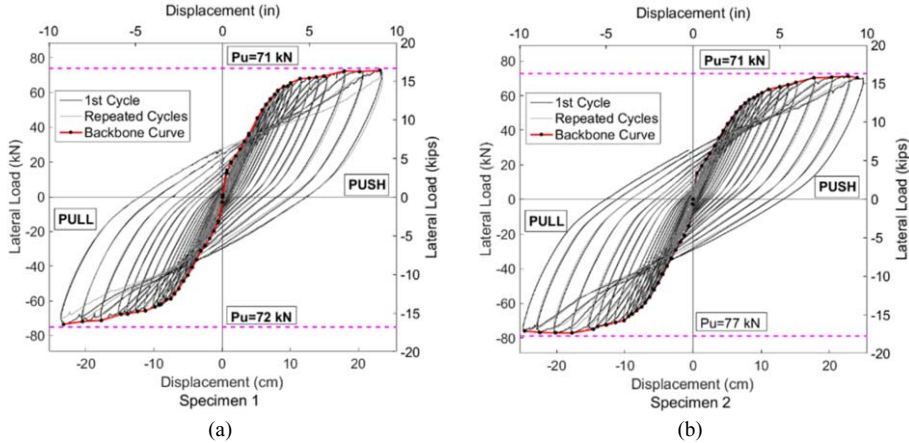 Displacement (in)
-10 -5 0 5 10
80 60 40 20 0 -20 -40 -60 -80
Lateral Load (kN)
Pu=71 kN
1st Cycle
Repeated Cycles
Backbone Curve
PUSH
PULL
Pu=72 kN
20 15 10 5 0 -5 -10 -15 -20
Lateral Load (kips)
-20 -10 0 10 20
Displacement (cm)
Specimen 1
(a)
Displacement (in)
-10 -5 0 5 10
80 60 40 20 0 -20 -40 -60 -80
Lateral Load (kN)
Pu=71 kN
1st Cycle
Repeated Cycles
Backbone Curve
PUSH
PULL
Pu=77 kN
20 15 10 5 0 -5 -10 -15 -20
Lateral Load (kips)
-20 -10 0 10 20
Displacement (cm)
Specimen 2
(b)